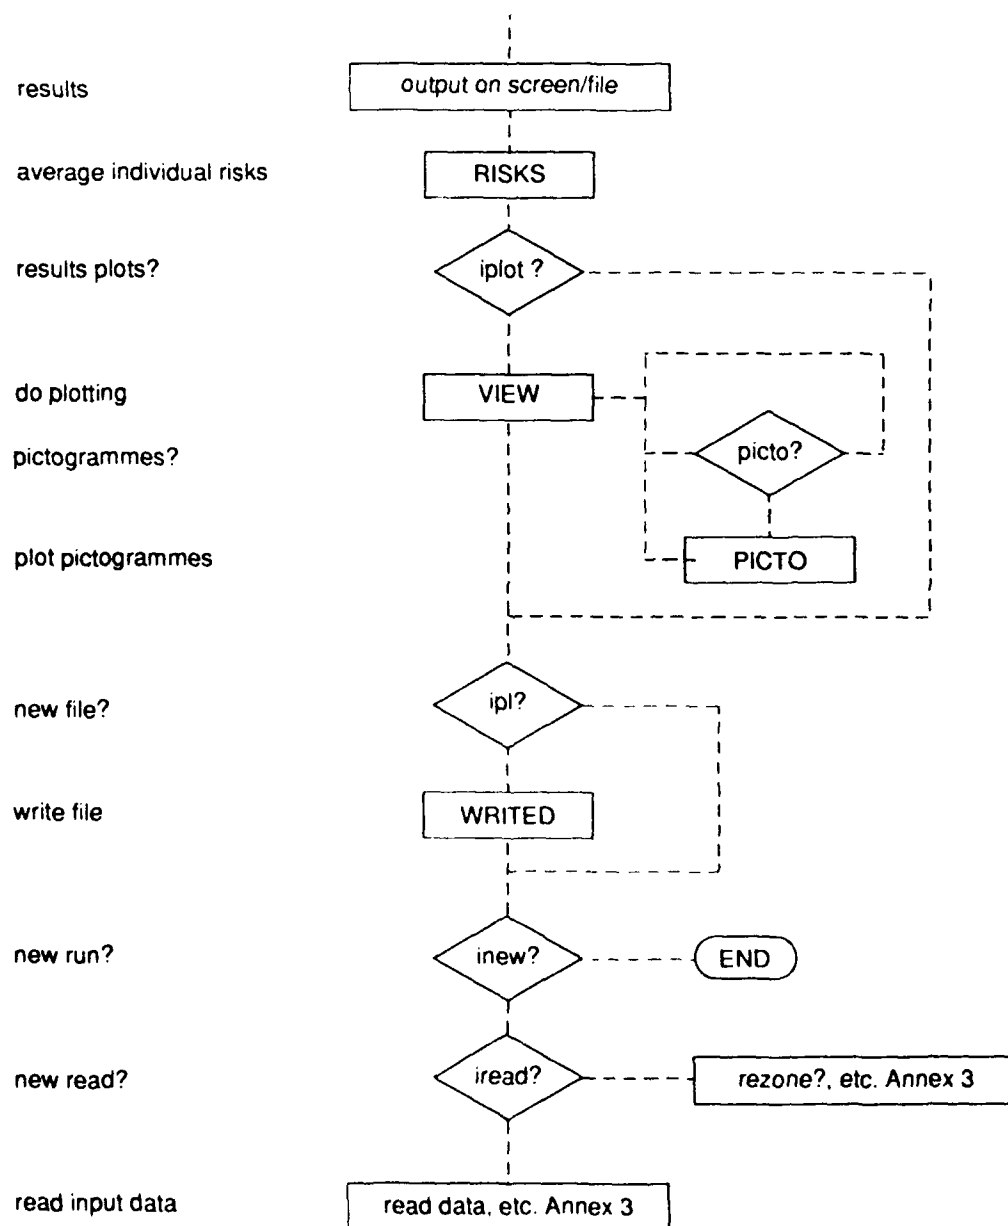 results
output on screen/file
average individual risks
RISKS
results plots?
iplot ?
do plotting
VIEW
pictogrammes?
picto?
plot pictogrammes
PICTO
new file?
ipl?
write file
WRITED
new run?
inew?
END
new read?
iread?
rezone?, etc. Annex 3
read input data
read data, etc. Annex 3